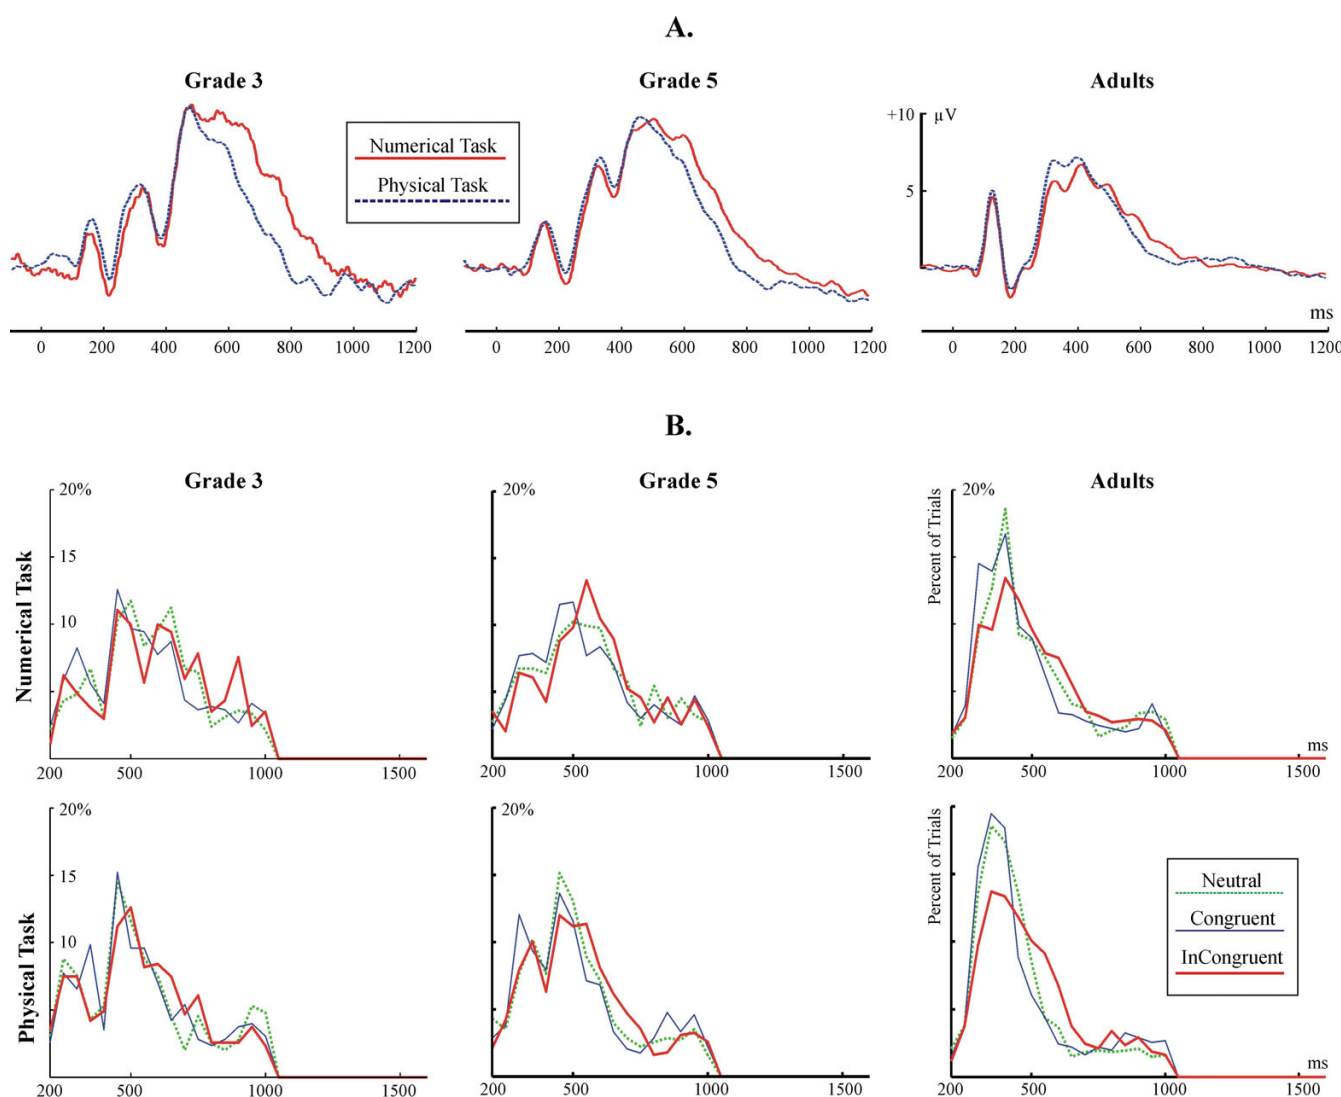 A.
Grade 3
Grade 5
Adults
Numerical Task
Physical Task
+10
µV
5
ms
0 200 400 600 800 1000 1200
0 200 400 600 800 1000 1200
0 200 400 600 800 1000 1200
B.
Grade 3
Grade 5
Adults
Numerical Task
20%
15
10
200 500 1000 1500
20%
200 500 1000 1500
Percent of Trials
20%
ms
200 500 1000 1500
Physical Task
20%
15
10
200 500 1000 1500
20%
200 500 1000 1500
Percent of Trials
Neutral
Congruent
InCongruent
ms
200 500 1000 1500